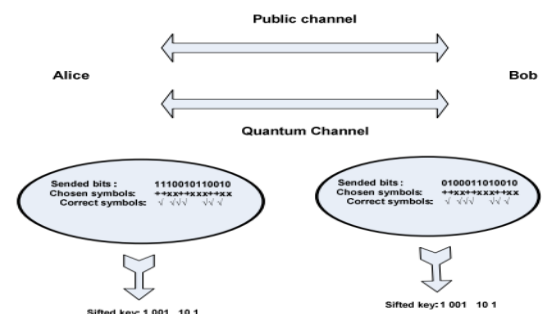 Public channel
Alice
Bob
Quantum Channel
Sended bits : 1110010110010
Chosen symbols: ++xx++xxx++xx
Correct symbols: √ √√√ √√ √
Sended bits : 0100011010010
Chosen symbols: ++xx++xxx++xx
Correct symbols: √ √√√ √√ √
Sifted key: 1 001 10 1
Sifted key: 1 001 10 1